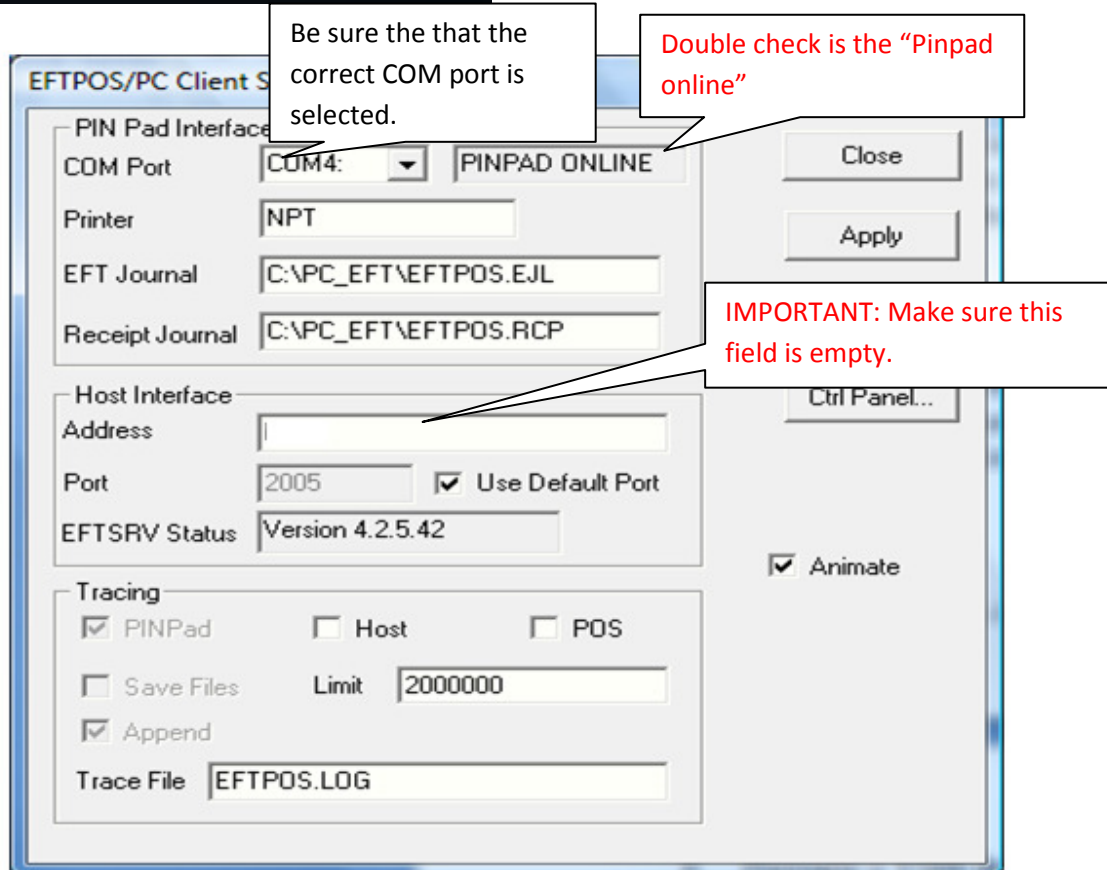 Be sure the that the
correct COM port is
selected.
Double check is the “Pinpad
online”
EFTPOS/PC Client S
PIN Pad Interfac
COM Port COM4: PINPAD ONLINE Close
Printer NPT Apply
EFT Journal C:\PC_EFT\EFTPOS.EJL
IMPORTANT: Make sure this
field is empty.
Receipt Journal C:\PC_EFT\EFTPOS.RCP
Host Interface Ctrl Panel...
Address
Port 2005 Use Default Port
EFTSRV Status Version 4.2.5.42
Animate
Tracing
PINPad Host POS
Save Files Limit 2000000
Append
Trace File EFTPOS.LOG